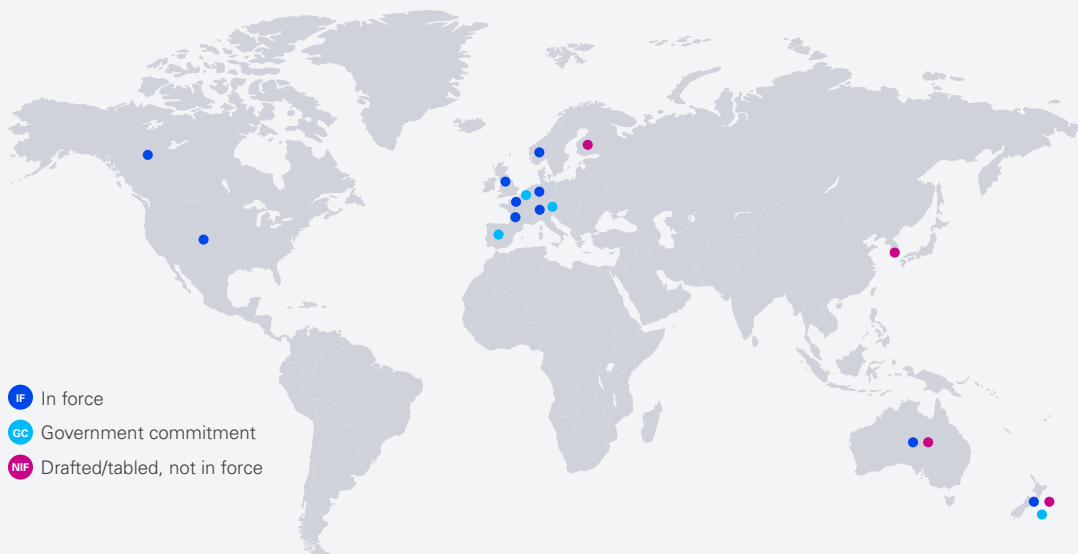 IF In force
GC Government commitment
NIF Drafted/tabled, not in force